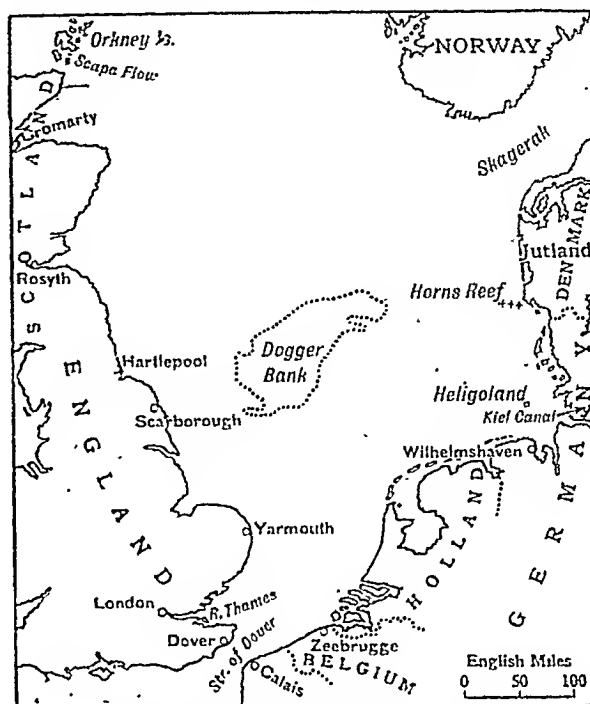 Orkney Is.
Scapa Flow
NORWAY
Cromarty
Skagerak
SCOTLAND
DENMARK
Jutland
Rosyth
Horns Reef
Dogger
Bank
Hartlepool
ENGLAND
Heligoland
Scarborough
Kiel Canal
GERMANY
Wilhelmshaven
HOLLAND
Yarmouth
London
R. Thames
Dover
Str. of Dover
Zeebrugge
BELGIUM
Calais
English Miles
0 50 100